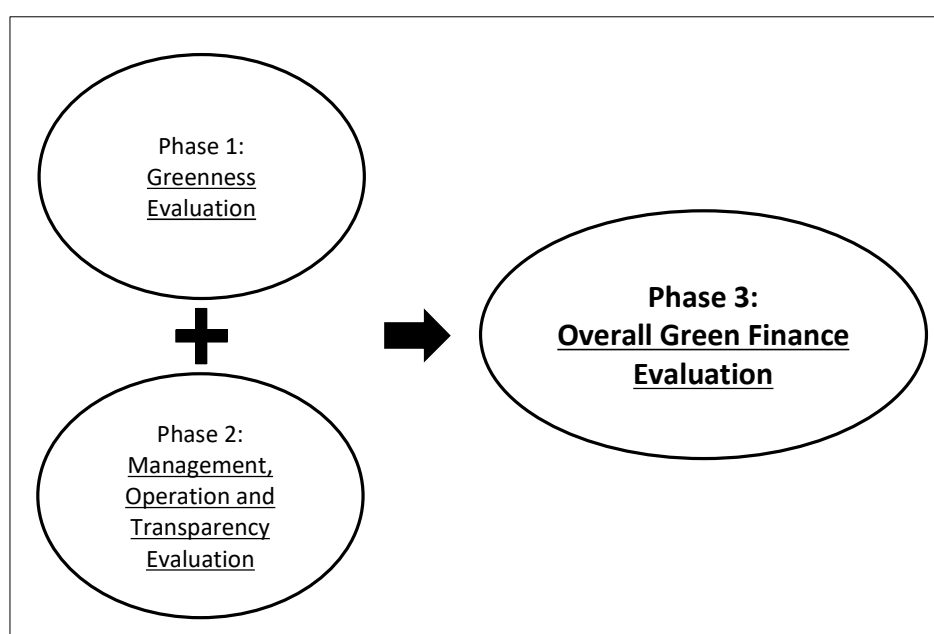 Phase 1:
Greenness
Evaluation
Phase 2:
Management,
Operation and
Transparency
Evaluation
Phase 3:
Overall Green Finance
Evaluation